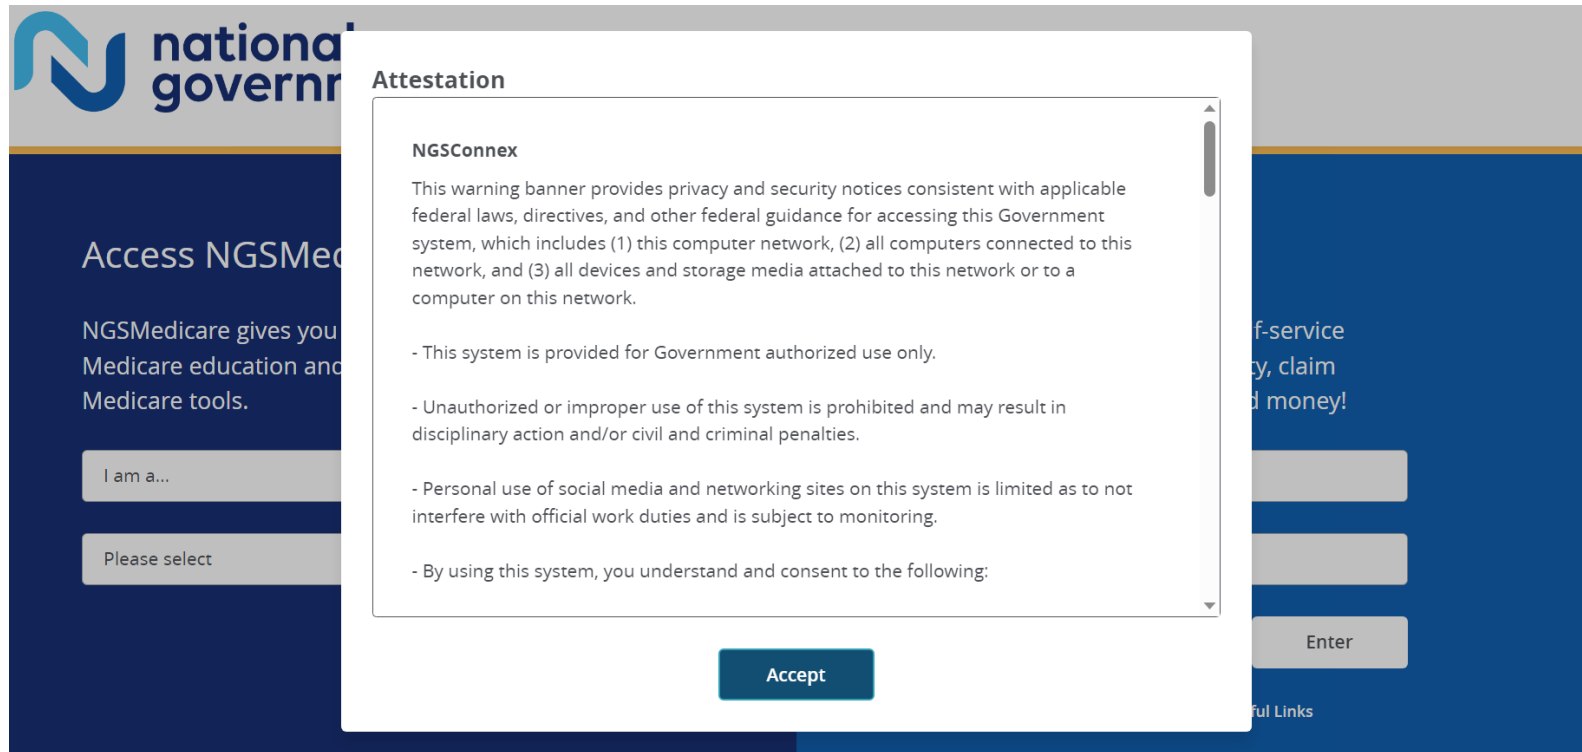 nationa
governr
Attestation
NGSConnex
This warning banner provides privacy and security notices consistent with applicable
federal laws, directives, and other federal guidance for accessing this Government
system, which includes (1) this computer network, (2) all computers connected to this
network, and (3) all devices and storage media attached to this network or to a
computer on this network.
- This system is provided for Government authorized use only.
- Unauthorized or improper use of this system is prohibited and may result in
disciplinary action and/or civil and criminal penalties.
- Personal use of social media and networking sites on this system is limited as to not
interfere with official work duties and is subject to monitoring.
- By using this system, you understand and consent to the following:
Accept
Access NGSMed
NGSMedicare gives you
Medicare education and
Medicare tools.
I am a...
Please select
f-service
ty, claim
d money!
Enter
ful Links